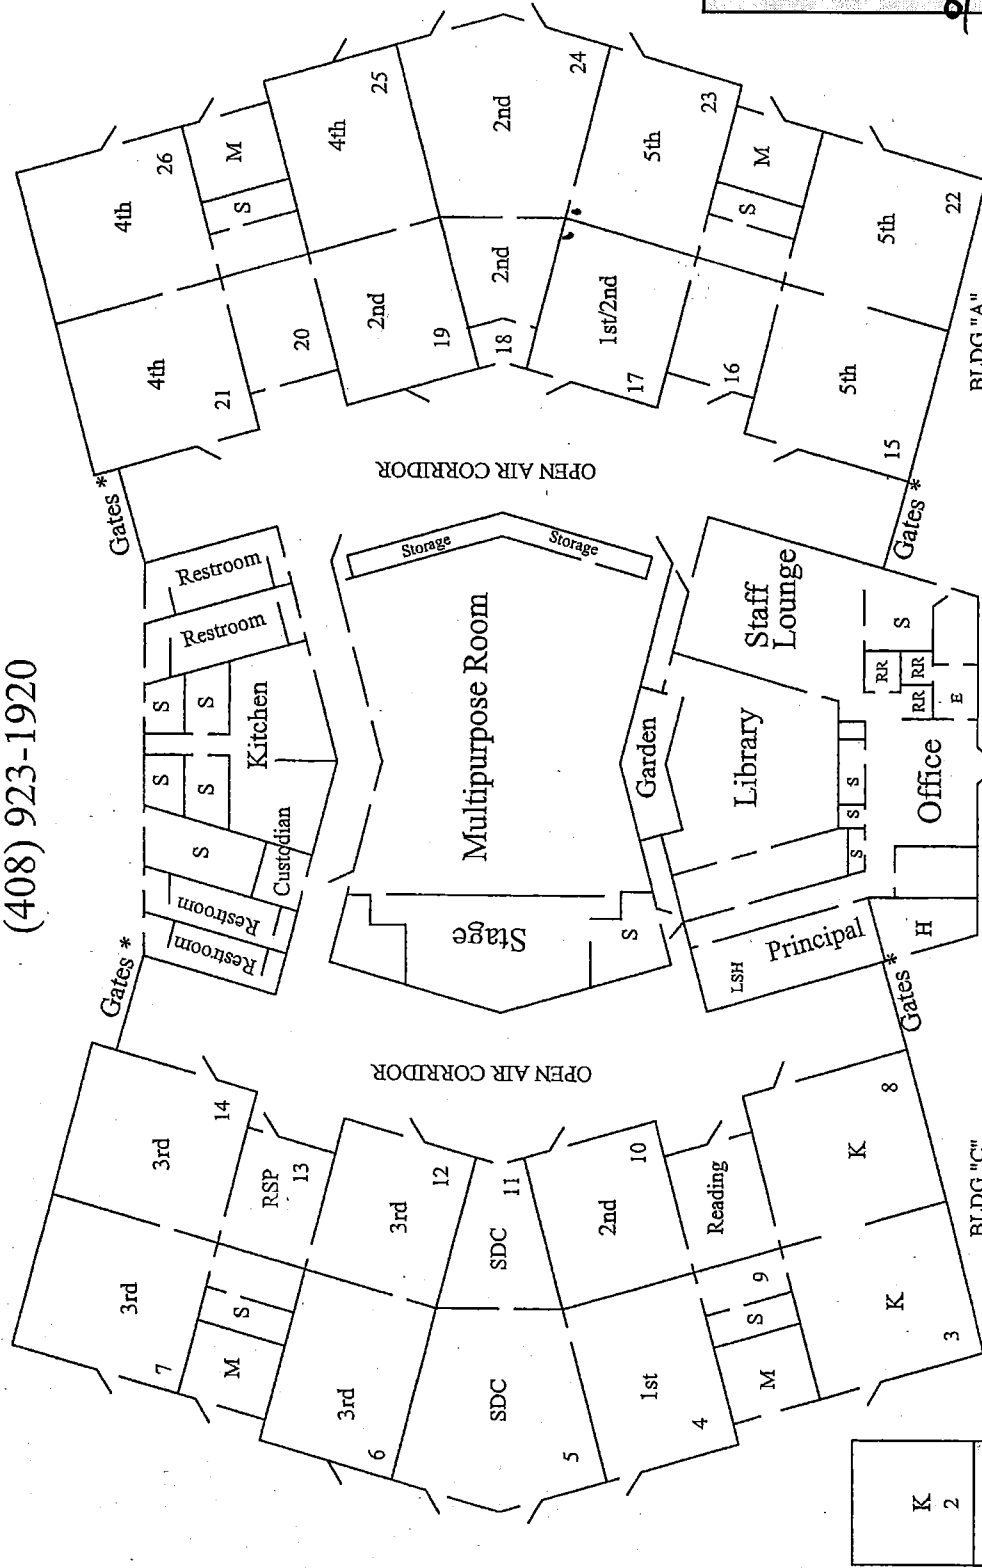 (408) 923-1920
Gates *
Gates *
3rd
7
3rd
14
M
S
RSP
13
3rd
6
3rd
12
SDC
5
SDC
11
1st
4
2nd
10
M
S
9
Reading
K
3
K
8
K
2
BLDG "C"
OPEN AIR CORRIDOR
Restroom
Restroom
S
Custodian
S
S
S
S
Kitchen
Restroom
Restroom
Stage
S
Multipurpose Room
Storage
Storage
Garden
LSH
Principal
Library
Staff
Lounge
S
S
S
H
Office
RR
RR
RR
S
E
Gates *
Gates *
OPEN AIR CORRIDOR
4th
21
4th
26
20
S
M
2nd
19
4th
25
18
2nd
2nd
24
1st/2nd
17
5th
23
16
S
M
5th
15
5th
22
BLDG "A"